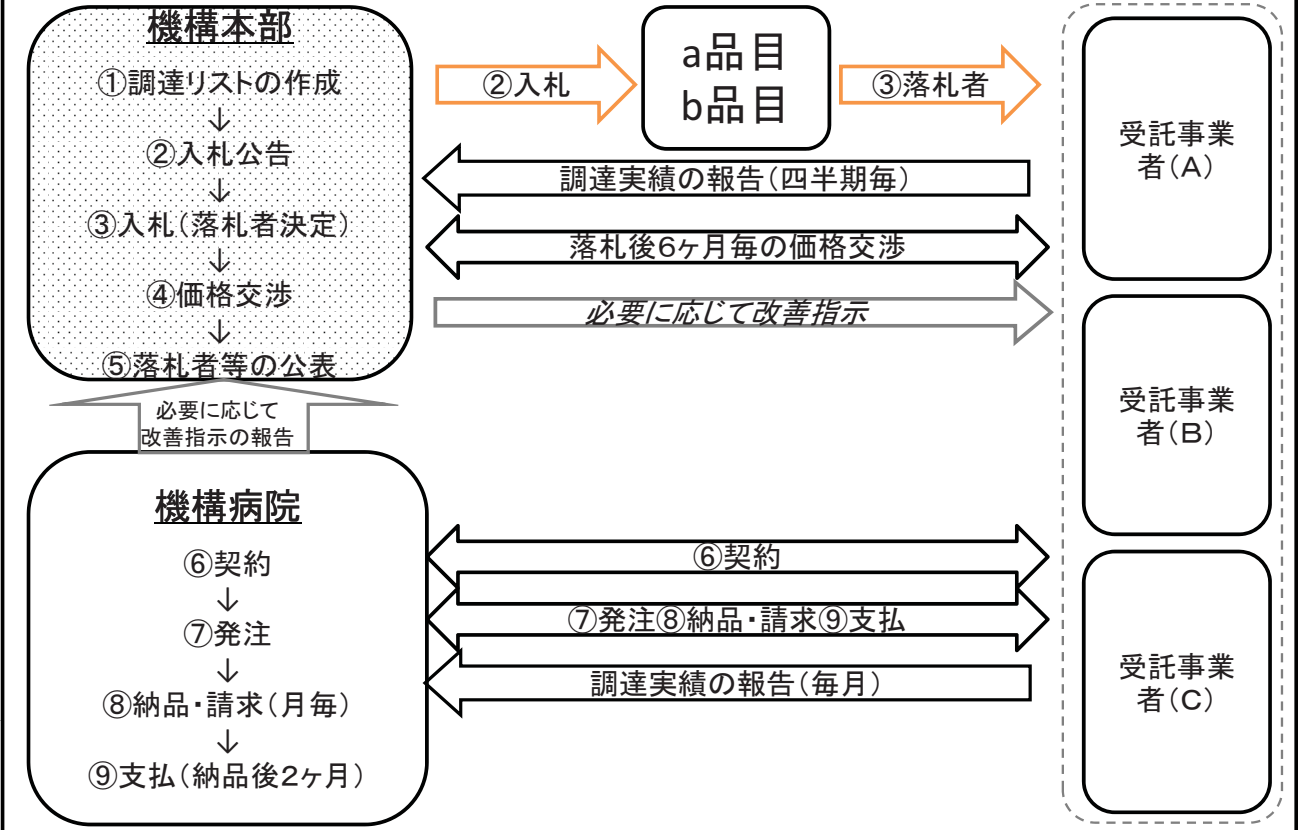 機構本部
①調達リストの作成
↓
②入札公告
↓
③入札(落札者決定)
↓
④価格交渉
↓
⑤落札者等の公表
②入札
a品目
b品目
③落札者
調達実績の報告(四半期毎)
落札後6ヶ月毎の価格交渉
必要に応じて改善指示
必要に応じて
改善指示の報告
機構病院
⑥契約
↓
⑦発注
↓
⑧納品・請求(月毎)
↓
⑨支払(納品後2ヶ月)
⑥契約
⑦発注⑧納品・請求⑨支払
調達実績の報告(毎月)
受託事業
者(A)
受託事業
者(B)
受託事業
者(C)